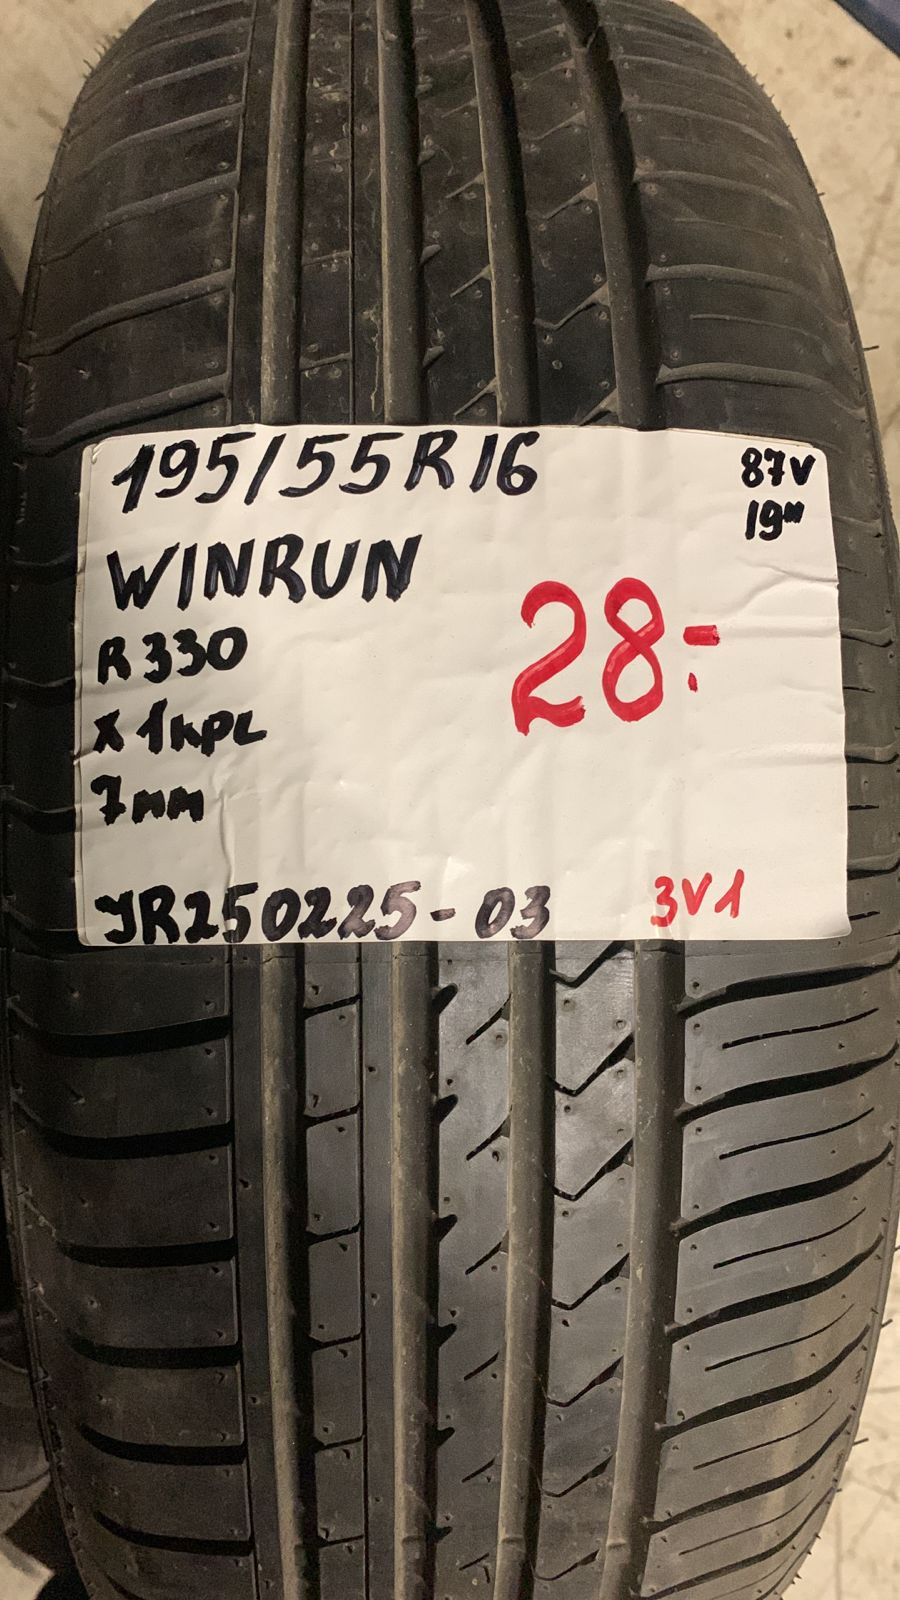 195/55R16
87V
19"
WINRUN
R330
28:-
x 1kpl
7mm
JR250225-03
3V1